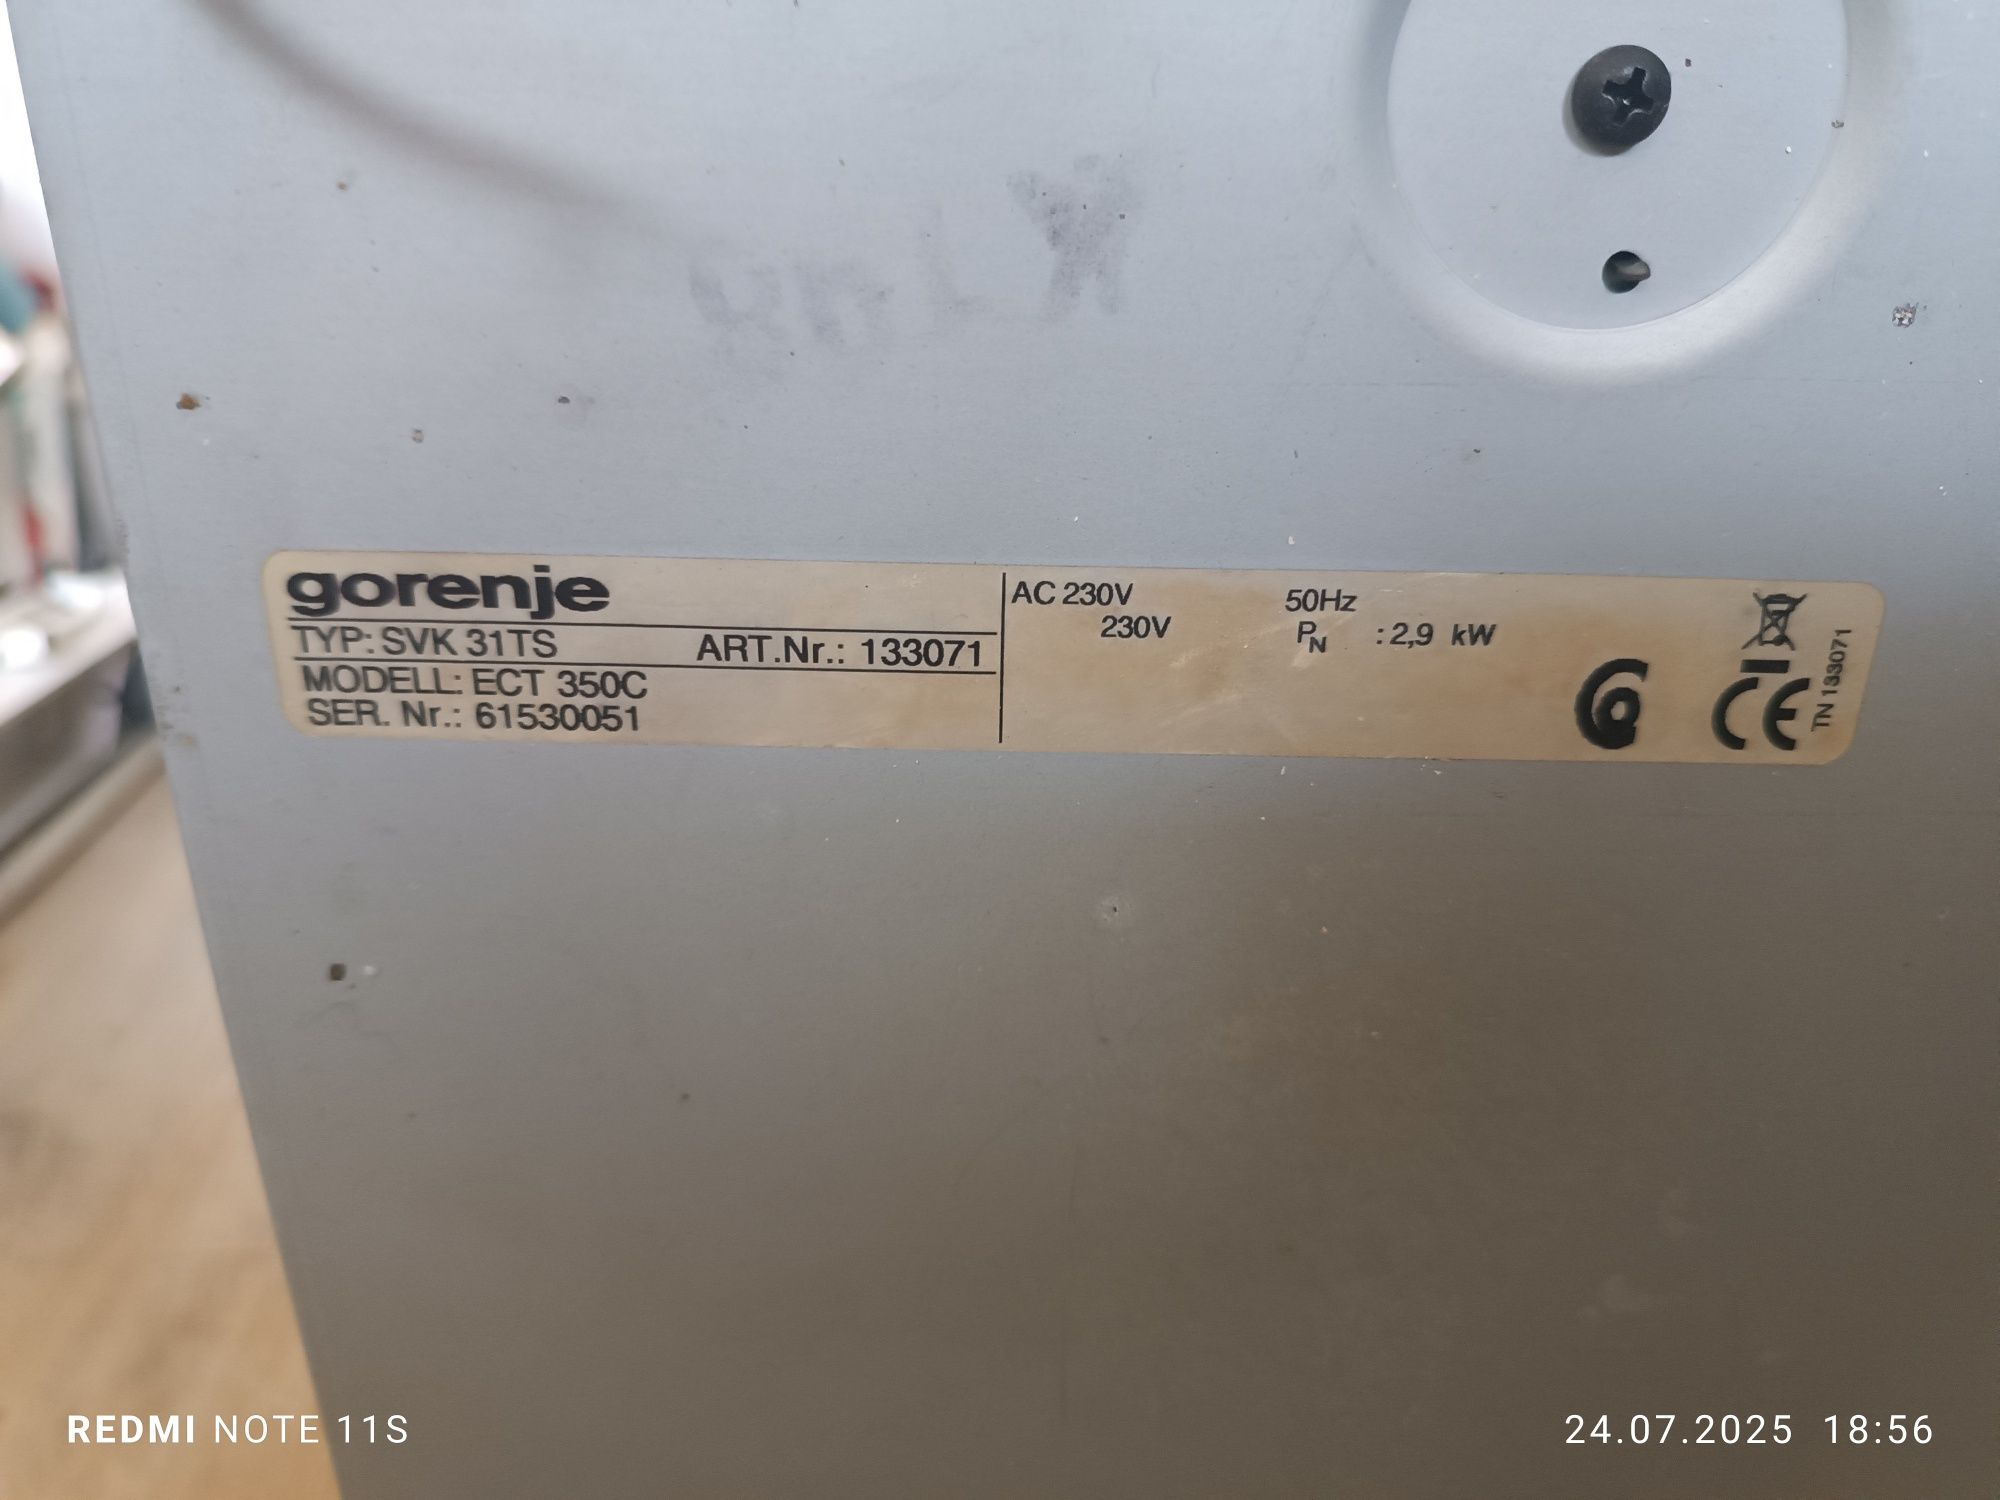 gorenje
TYP: SVK 31TS ART.Nr.: 133071
MODELL: ECT 350C
SER. Nr.: 61530051
AC 230V 50Hz
230V PN : 2,9 kW
CE
TN 133071
REDMI NOTE 11S
24.07.2025 18:56